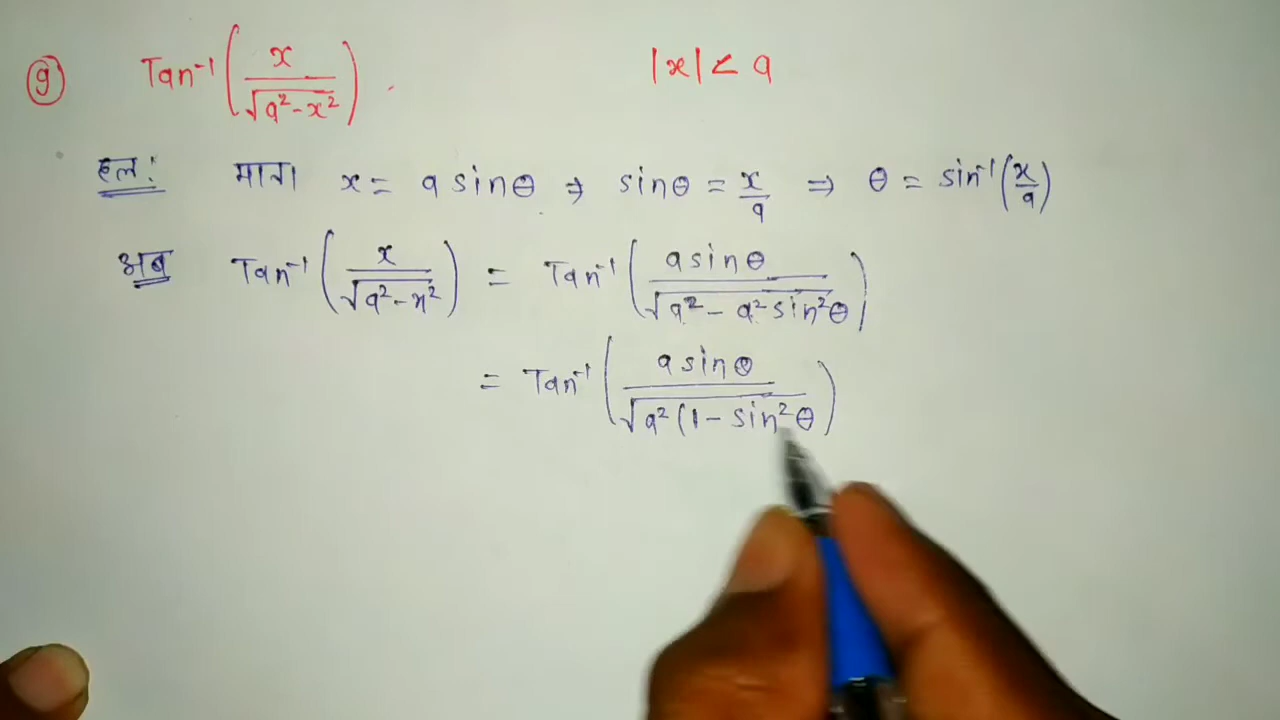 9 Tan⁻¹(x/√(a²-x²)) |x| < a
हल: माना x = a sinθ ⇒ sinθ = x/a ⇒ θ = sin⁻¹(x/a)
अब Tan⁻¹(x/√(a²-x²)) = Tan⁻¹(a sinθ/√(a²-a²sin²θ))
= Tan⁻¹(a sinθ/√(a²(1-sin²θ))